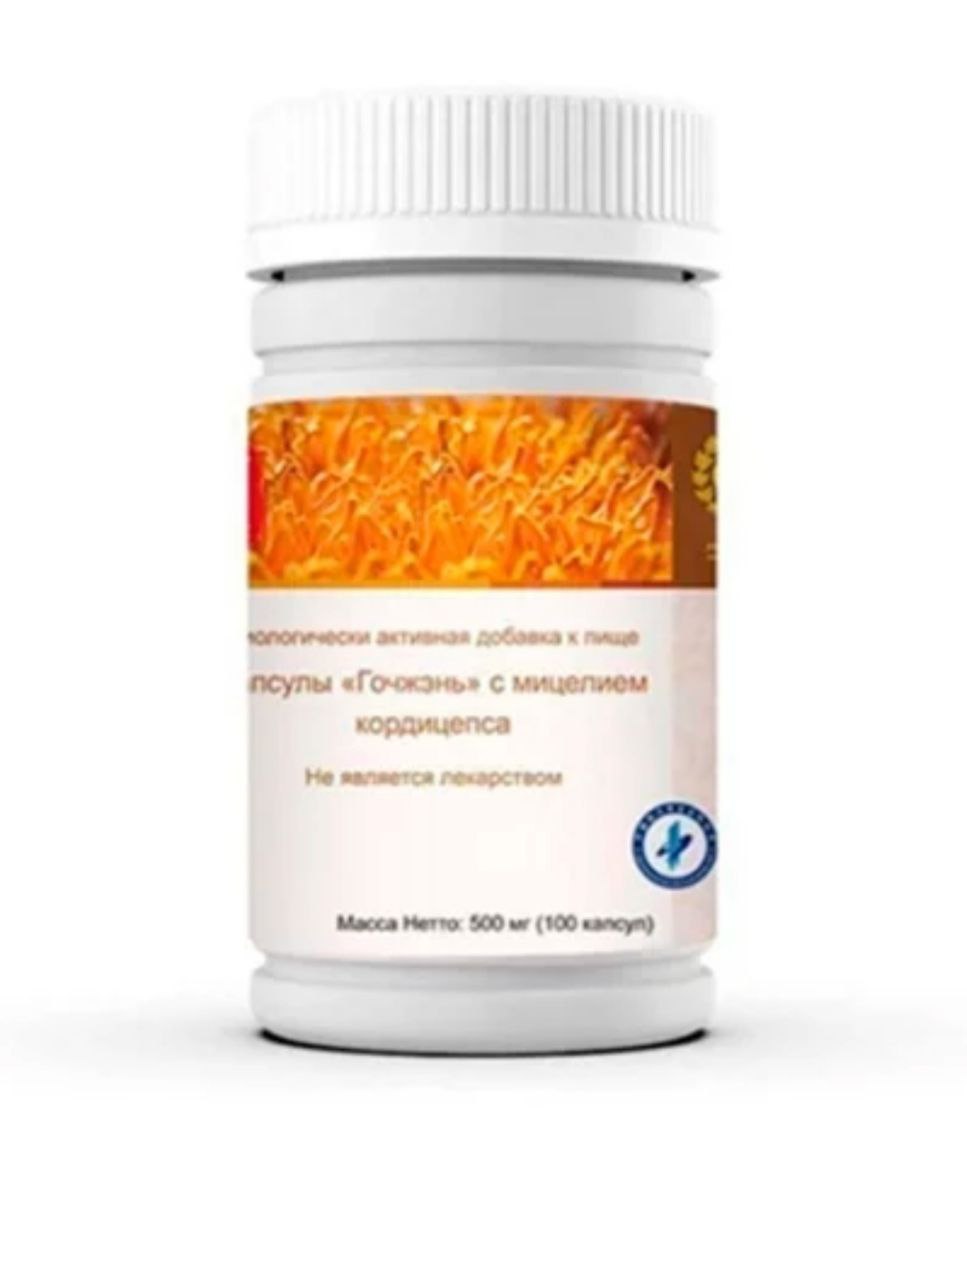 иологически активная добавка к пище
псулы «Гочжэнь» с мицелием
кордицепса
Не является лекарством
Масса Нетто: 500 мг (100 капсул)